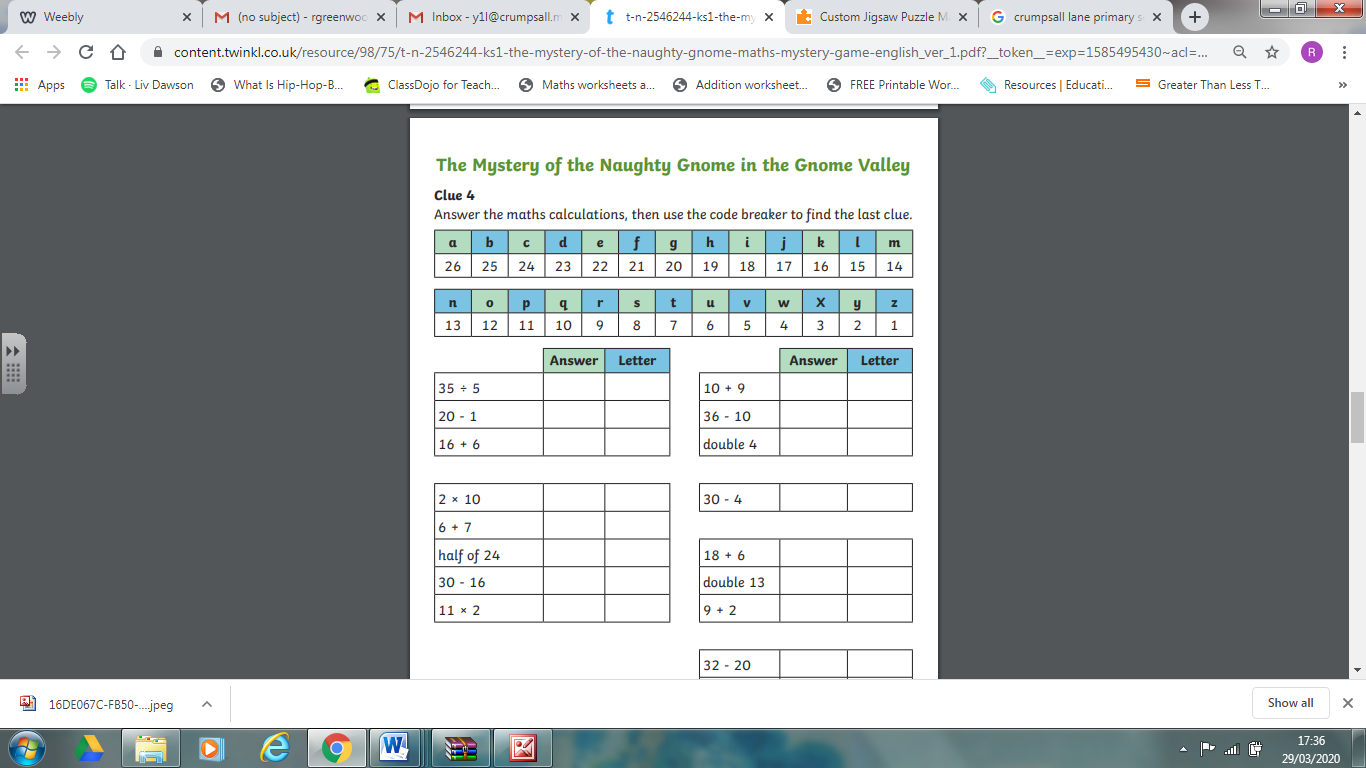 Weebly
(no subject) - rgreenwoo
Inbox - y1l@crumpsall.m
t-n-2546244-ks1-the-my
Custom Jigsaw Puzzle M
crumpsall lane primary s
content.twinkl.co.uk/resource/98/75/t-n-2546244-ks1-the-mystery-of-the-naughty-gnome-maths-mystery-game-english_ver_1.pdf?__token__=exp=1585495430~acl=...
R
Apps
Talk · Liv Dawson
What Is Hip-Hop-B...
ClassDojo for Teach...
Maths worksheets a...
Addition worksheet...
FREE Printable Wor...
Resources | Educati...
Greater Than Less T...
The Mystery of the Naughty Gnome in the Gnome Valley
Clue 4
Answer the maths calculations, then use the code breaker to find the last clue.
a b c d e f g h i j k l m
26 25 24 23 22 21 20 19 18 17 16 15 14
n o p q r s t u v w X y z
13 12 11 10 9 8 7 6 5 4 3 2 1
Answer Letter
35 ÷ 5
20 - 1
16 + 6
2 × 10
6 + 7
half of 24
30 - 16
11 × 2
Answer Letter
10 + 9
36 - 10
double 4
30 - 4
18 + 6
double 13
9 + 2
32 - 20
16DE067C-FB50-....jpeg
Show all
17:36
29/03/2020